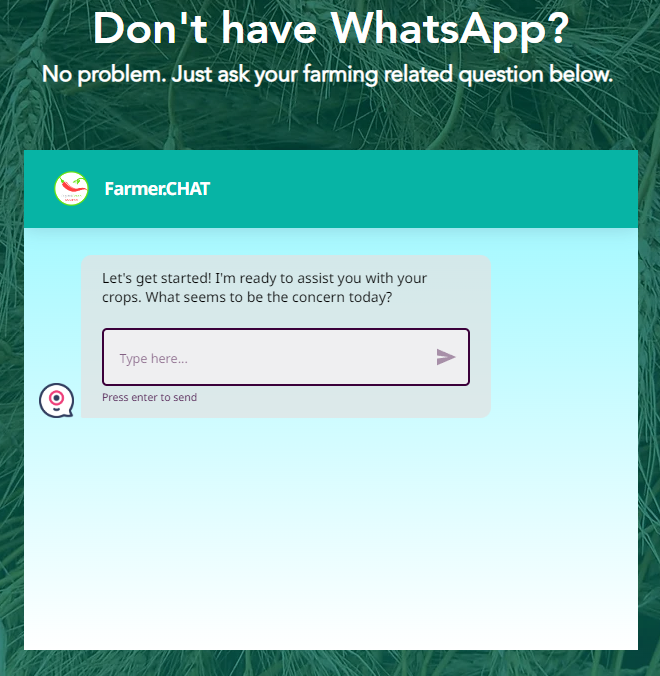 Don't have WhatsApp?
No problem. Just ask your farming related question below.
Farmer.CHAT
Let's get started! I'm ready to assist you with your
crops. What seems to be the concern today?
Type here...
Press enter to send